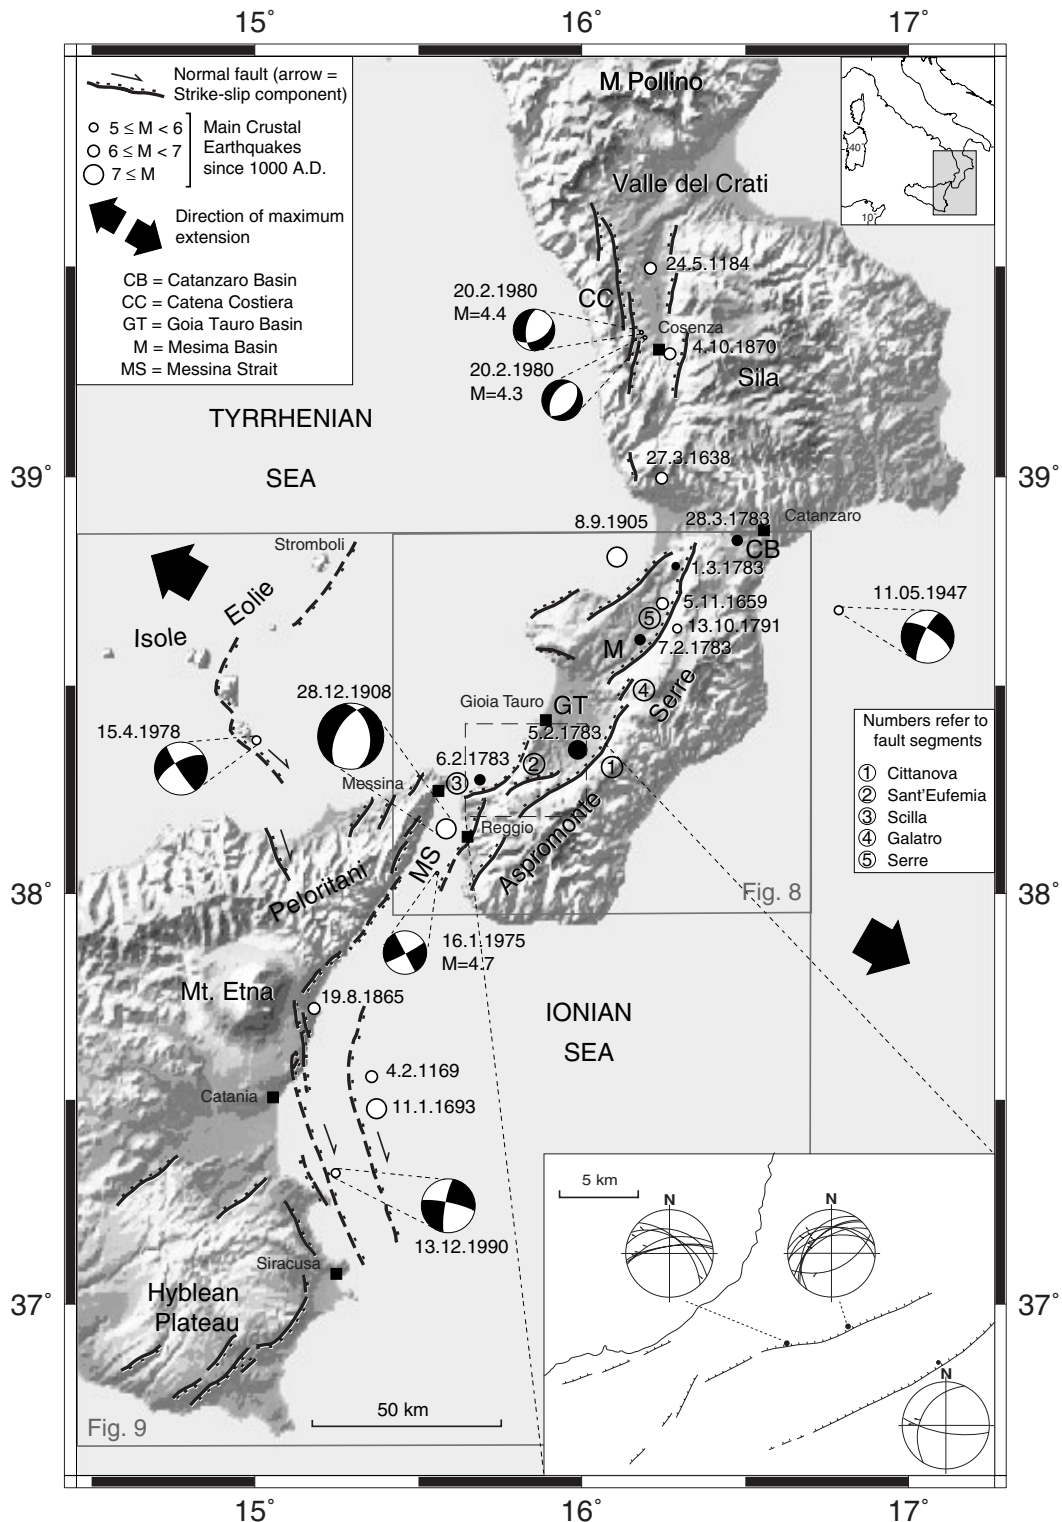 15°
16°
17°
Normal fault (arrow =
Strike-slip component)
5 ≤ M < 6
6 ≤ M < 7
7 ≤ M
Main Crustal
Earthquakes
since 1000 A.D.
Direction of maximum
extension
CB = Catanzaro Basin
CC = Catena Costiera
GT = Goia Tauro Basin
M = Mesima Basin
MS = Messina Strait
M Pollino
40°
10°
Valle del Crati
24.5.1184
CC
20.2.1980
M=4.4
Cosenza
4.10.1870
20.2.1980
M=4.3
Sila
TYRRHENIAN
SEA
39°
39°
27.3.1638
8.9.1905
28.3.1783
Catanzaro
CB
Stromboli
1.3.1783
Eolie
Isole
5.11.1659
5
13.10.1791
M
7.2.1783
11.05.1947
4
Serre
28.12.1908
Gioia Tauro
GT
15.4.1978
5.2.1783
6.2.1783
2
1
3
Messina
Reggio
Numbers refer to
fault segments
1 Cittanova
2 Sant'Eufemia
3 Scilla
4 Galatro
5 Serre
Aspromonte
MS
Peloritani
38°
38°
Fig. 8
16.1.1975
M=4.7
Mt. Etna
19.8.1865
IONIAN
SEA
4.2.1169
Catania
11.1.1693
13.12.1990
Siracusa
Hyblean
Plateau
37°
37°
5 km
N
N
N
50 km
Fig. 9
15°
16°
17°